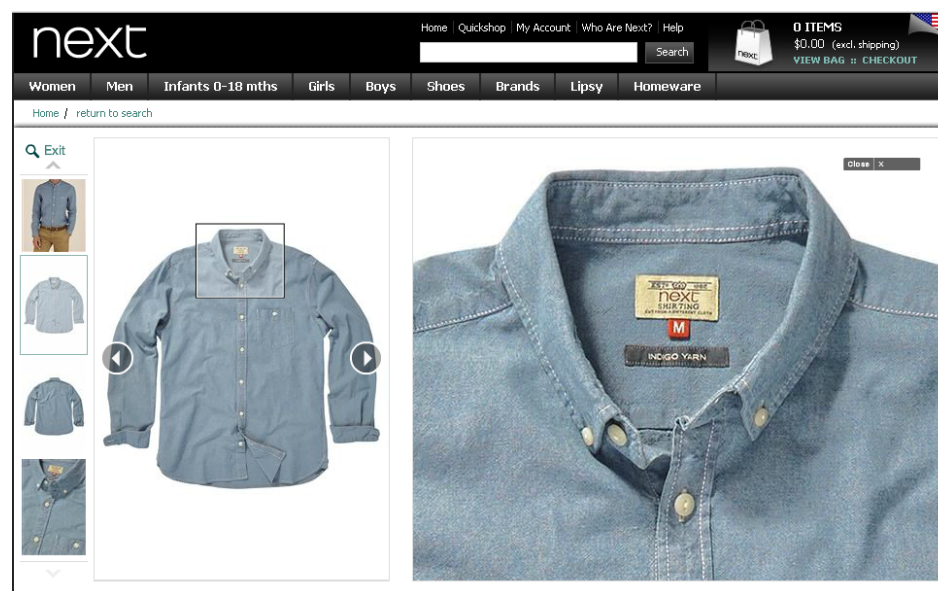 next
Home | Quickshop | My Account | Who Are Next? | Help
Search
next
0 ITEMS
$0.00 (excl. shipping)
VIEW BAG :: CHECKOUT
Women
Men
Infants 0-18 mths
Girls
Boys
Shoes
Brands
Lipsy
Homeware
Home / return to search
Exit
Close | X
next
SHIRTING
M
INDIGO YARN